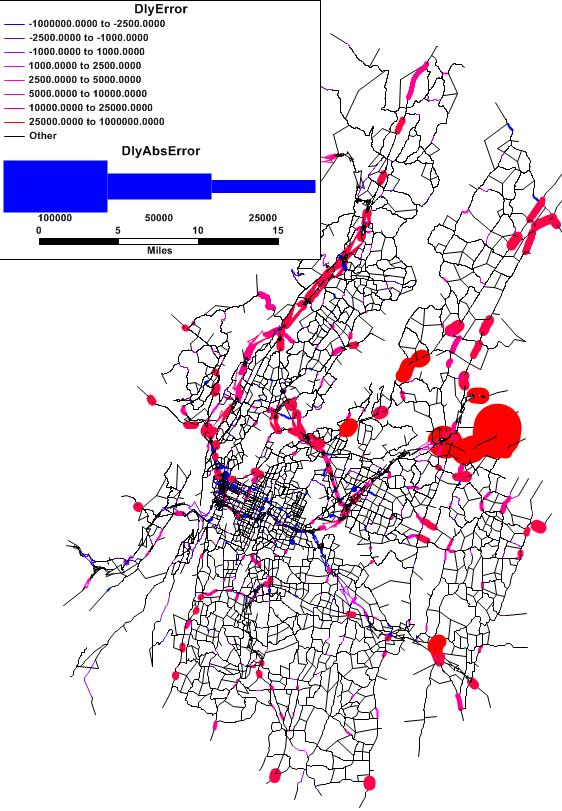 DlyError
-1000000.0000 to -2500.0000
-2500.0000 to -1000.0000
-1000.0000 to 1000.0000
1000.0000 to 2500.0000
2500.0000 to 5000.0000
5000.0000 to 10000.0000
10000.0000 to 25000.0000
25000.0000 to 1000000.0000
Other
DlyAbsError
100000 50000 25000
0 5 10 15
Miles